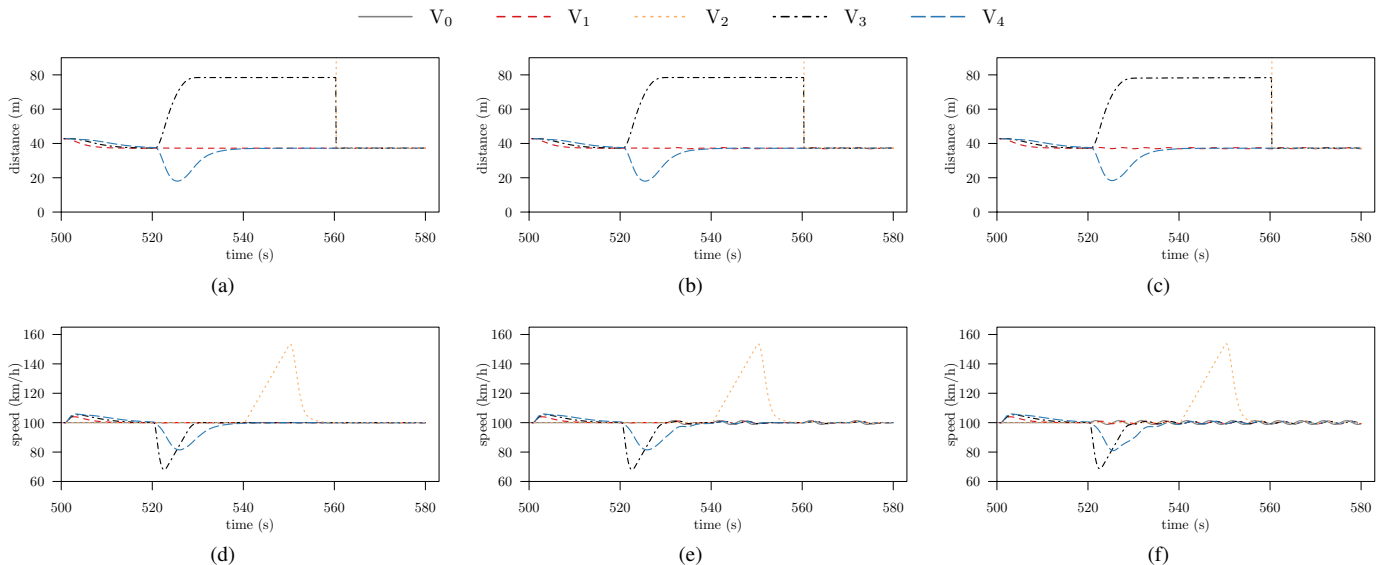 V0 V1 V2 V3 V4
distance (m) distance (m) distance (m)
80 80 80
60 60 60
40 40 40
20 20 20
0 0 0
500 520 540 560 580 500 520 540 560 580 500 520 540 560 580
time (s) time (s) time (s)
(a) (b) (c)
speed (km/h) speed (km/h) speed (km/h)
160 160 160
140 140 140
120 120 120
100 100 100
80 80 80
60 60 60
500 520 540 560 580 500 520 540 560 580 500 520 540 560 580
time (s) time (s) time (s)
(d) (e) (f)